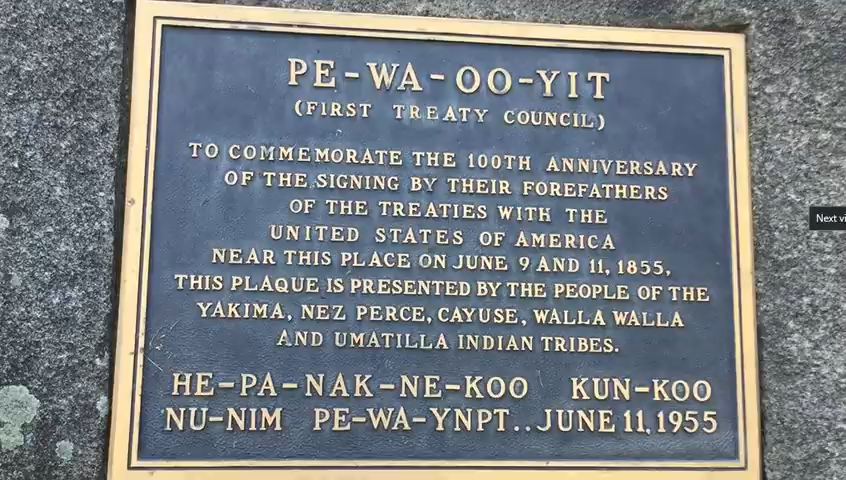 PE-WA-OO-YIT
(FIRST TREATY COUNCIL)
TO COMMEMORATE THE 100TH ANNIVERSARY
OF THE SIGNING BY THEIR FOREFATHERS
OF THE TREATIES WITH THE
UNITED STATES OF AMERICA
NEAR THIS PLACE ON JUNE 9 AND 11, 1855,
THIS PLAQUE IS PRESENTED BY THE PEOPLE OF THE
YAKIMA, NEZ PERCE, CAYUSE, WALLA WALLA
AND UMATILLA INDIAN TRIBES.
HE-PA-NAK-NE-KOO KUN-KOO
NU-NIM PE-WA-YNPT..JUNE 11, 1955
Next vi